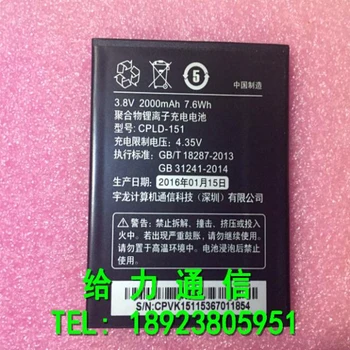 5
中国制造
3.8V 2000mAh 7.6Wh
聚合物锂离子充电电池
型号:CPLD-151
充电限制电压:4.35V
执行标准:GB/T 18287-2013
GB 31241-2014
生产日期:2016年01月15日
宇龙计算机通信科技(深圳)有限公司
警告:禁止拆解、撞击、挤压或投入火中。若出现严重鼓胀,请勿继续使用。请勿置于高温环境中。电池浸泡后禁止使用!
S/N:CPVK15115367011854
给力通信
TEL: 18923805951